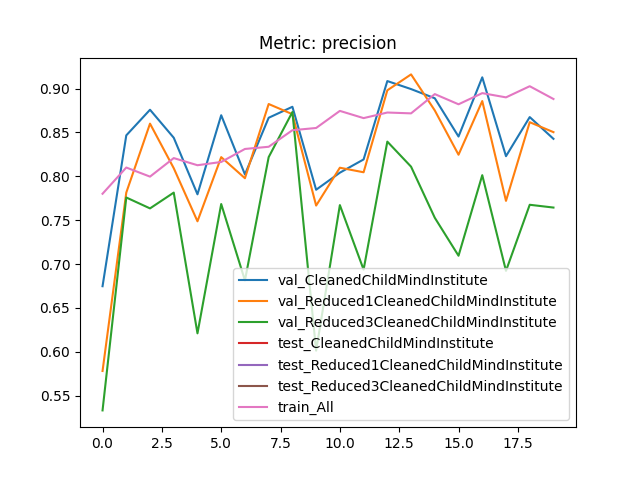 Metric: precision
0.90
0.85
0.80
0.75
0.70
0.65
0.60
0.55
val_CleanedChildMindInstitute
val_Reduced1CleanedChildMindInstitute
val_Reduced3CleanedChildMindInstitute
test_CleanedChildMindInstitute
test_Reduced1CleanedChildMindInstitute
test_Reduced3CleanedChildMindInstitute
train_All
0.0 2.5 5.0 7.5 10.0 12.5 15.0 17.5